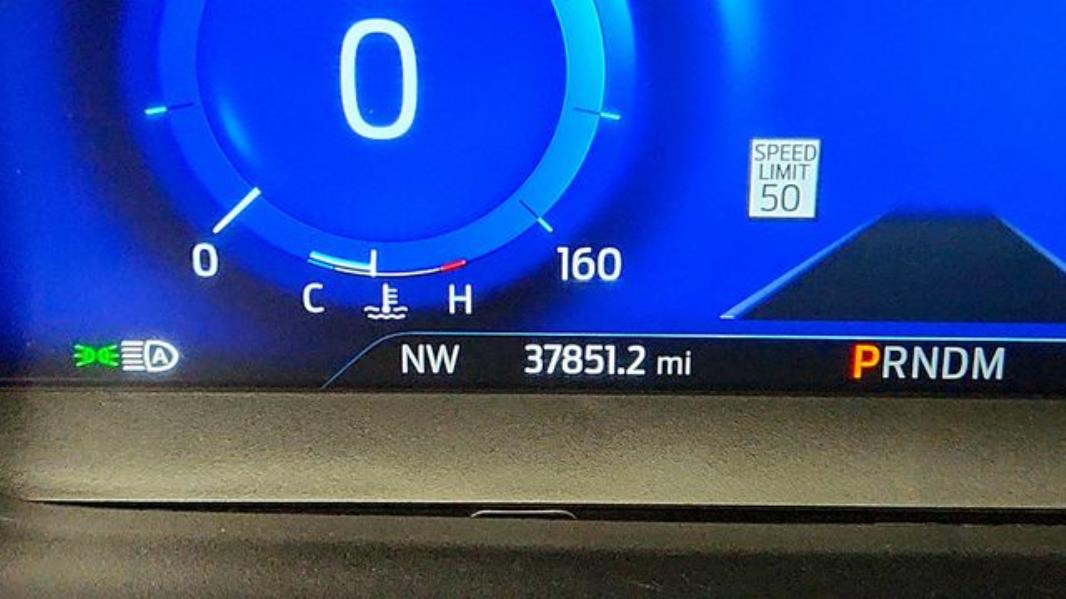 0
SPEED
LIMIT
50
0
160
C
H
A
NW
37851.2 mi
PRNDM